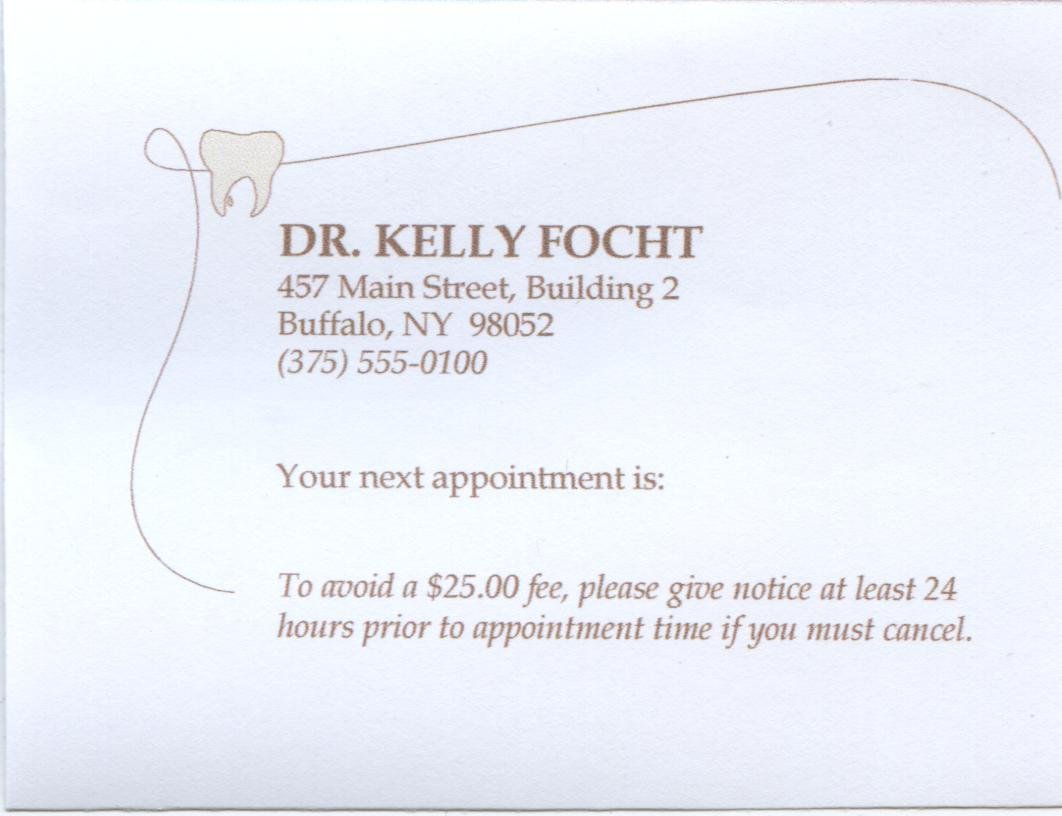 DR. KELLY FOCHT
457 Main Street, Building 2
Buffalo, NY  98052
(375) 555-0100
Your next appointment is:
To avoid a $25.00 fee, please give notice at least 24
hours prior to appointment time if you must cancel.